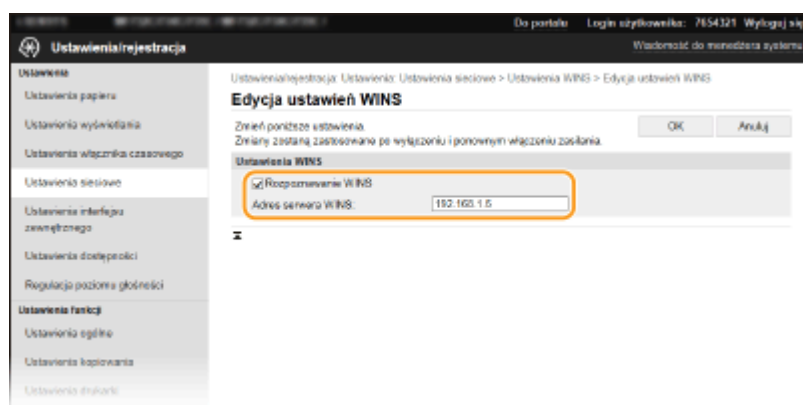 Do portalu Login użytkownika: 7654321 Wyloguj się
Ustawienia/rejestracja
Wiadomość do menedżera systemu
Ustawienia
Ustawienia papieru
Ustawienia wyświetlania
Ustawienia włącznika czasowego
Ustawienia sieciowe
Ustawienia interfejsu
zewnętrznego
Ustawienia dostępności
Regulacja poziomu głośności
Ustawienia funkcji
Ustawienia ogólne
Ustawienia kopiowania
Ustawienia drukarki
Ustawienia/rejestracja: Ustawienia: Ustawienia sieciowe > Ustawienia WINS > Edycja ustawień WINS
Edycja ustawień WINS
Zmień poniższe ustawienia.
Zmiany zostaną zastosowane po wyłączeniu i ponownym włączeniu zasilania.
OK Anuluj
Ustawienia WINS
Rozpoznawanie WINS
Adres serwera WINS: 192.168.1.5